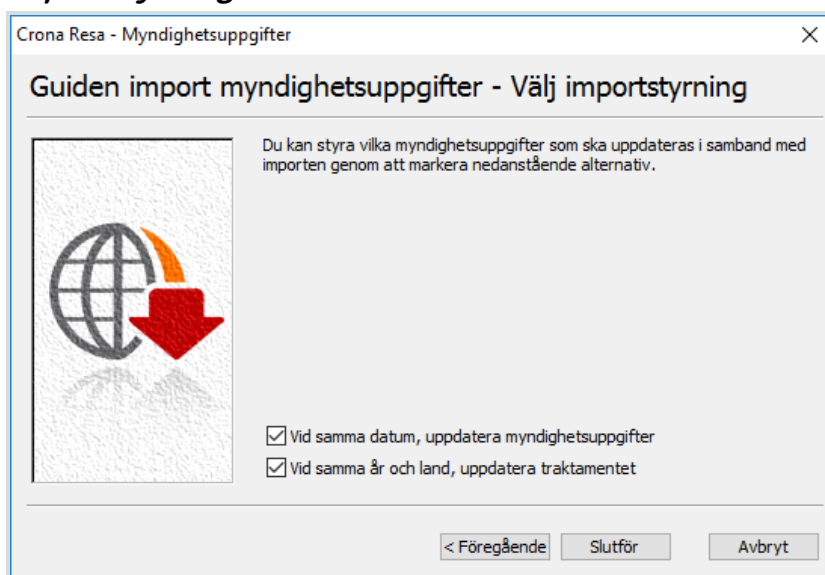 Crona Resa - Myndighetsuppgifter
Guiden import myndighetsuppgifter - Välj importstyrning
Du kan styra vilka myndighetsuppgifter som ska uppdateras i samband med
importen genom att markera nedanstående alternativ.
Vid samma datum, uppdatera myndighetsuppgifter
Vid samma år och land, uppdatera traktamentet
< Föregående
Slutför
Avbryt